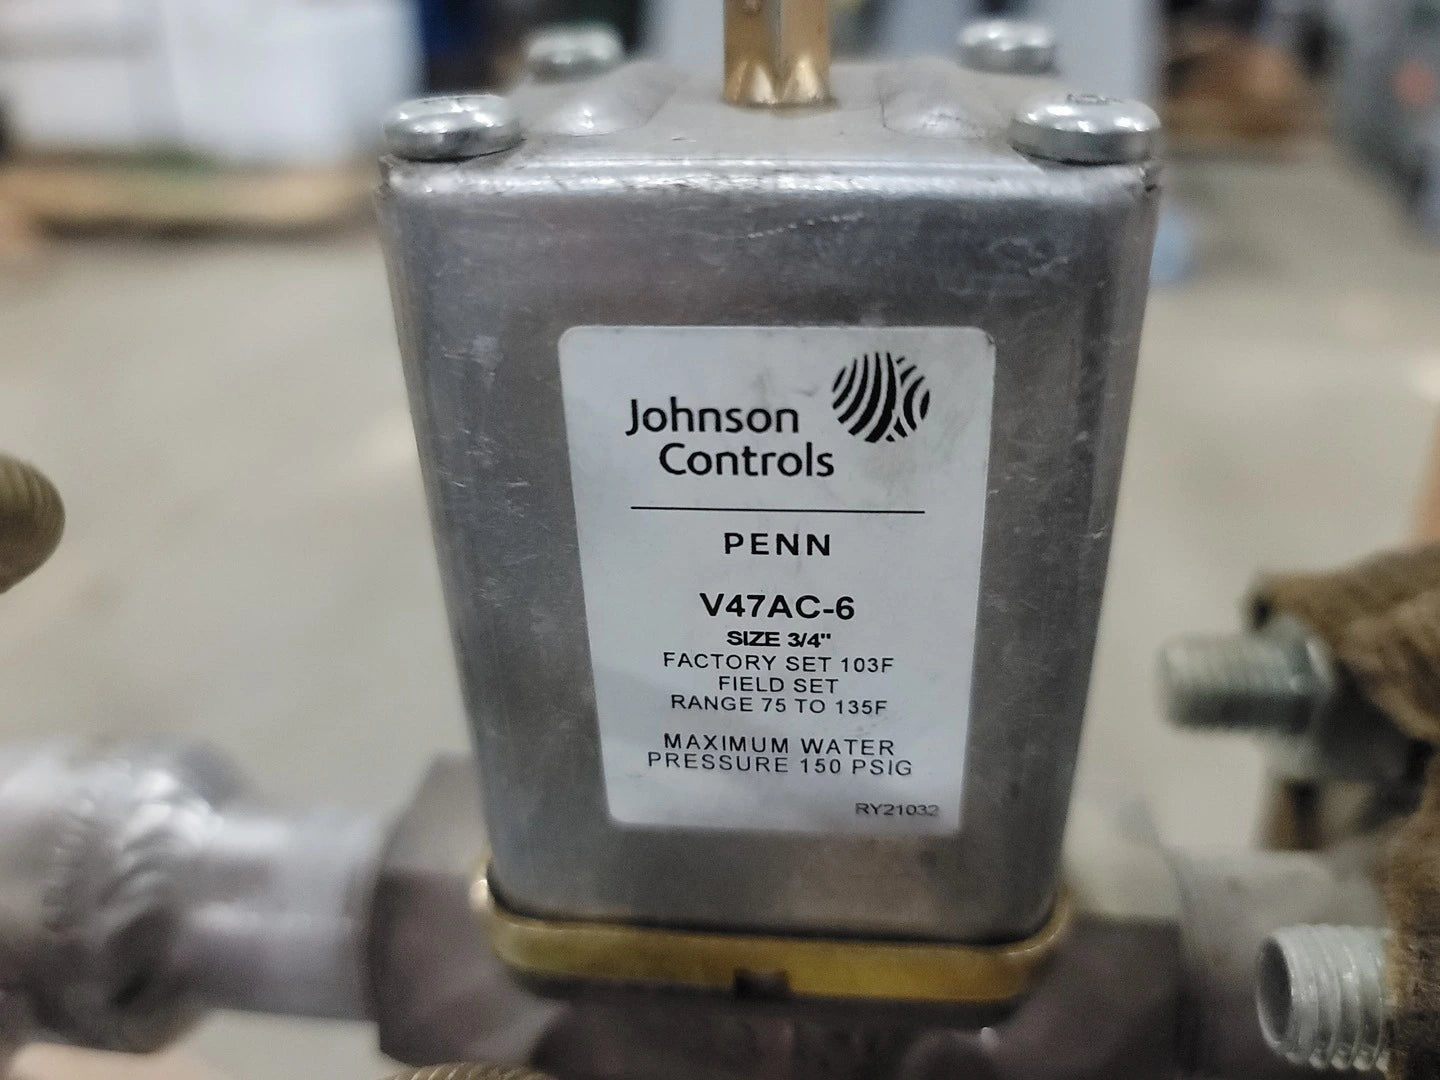 Johnson
Controls
PENN
V47AC-6
SIZE 3/4"
FACTORY SET 103F
FIELD SET
RANGE 75 TO 135F
MAXIMUM WATER
PRESSURE 150 PSIG
RY21032